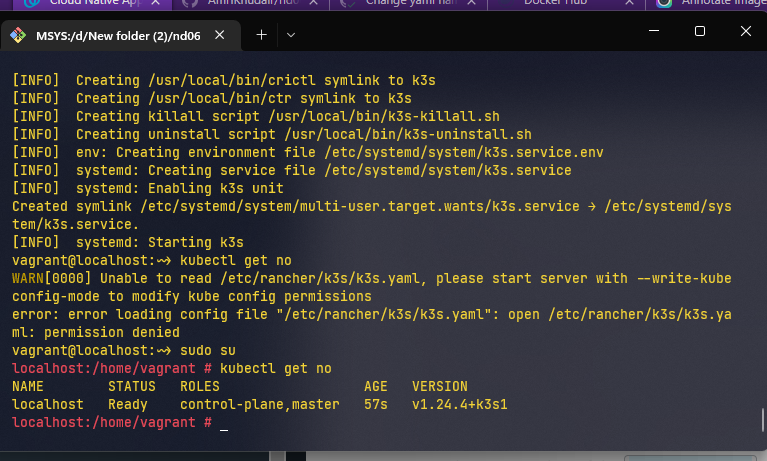 Cloud Native App
Change yaml nam
Docker Hub
Annotate Image
MSYS:/d/New folder (2)/nd06
[INFO]  Creating /usr/local/bin/crictl symlink to k3s
[INFO]  Creating /usr/local/bin/ctr symlink to k3s
[INFO]  Creating killall script /usr/local/bin/k3s-killall.sh
[INFO]  Creating uninstall script /usr/local/bin/k3s-uninstall.sh
[INFO]  env: Creating environment file /etc/systemd/system/k3s.service.env
[INFO]  systemd: Creating service file /etc/systemd/system/k3s.service
[INFO]  systemd: Enabling k3s unit
Created symlink /etc/systemd/system/multi-user.target.wants/k3s.service → /etc/systemd/sys
tem/k3s.service.
[INFO]  systemd: Starting k3s
vagrant@localhost:~> kubectl get no
WARN[0000] Unable to read /etc/rancher/k3s/k3s.yaml, please start server with --write-kube
config-mode to modify kube config permissions
error: error loading config file "/etc/rancher/k3s/k3s.yaml": open /etc/rancher/k3s/k3s.ya
ml: permission denied
vagrant@localhost:~> sudo su
localhost:/home/vagrant # kubectl get no
NAME        STATUS   ROLES                  AGE   VERSION
localhost   Ready    control-plane,master   57s   v1.24.4+k3s1
localhost:/home/vagrant # _